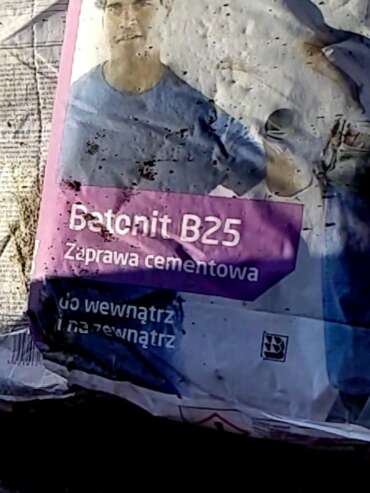 Betonit B25
Zaprawa cementowa
do wewnątrz
i na zewnątrz